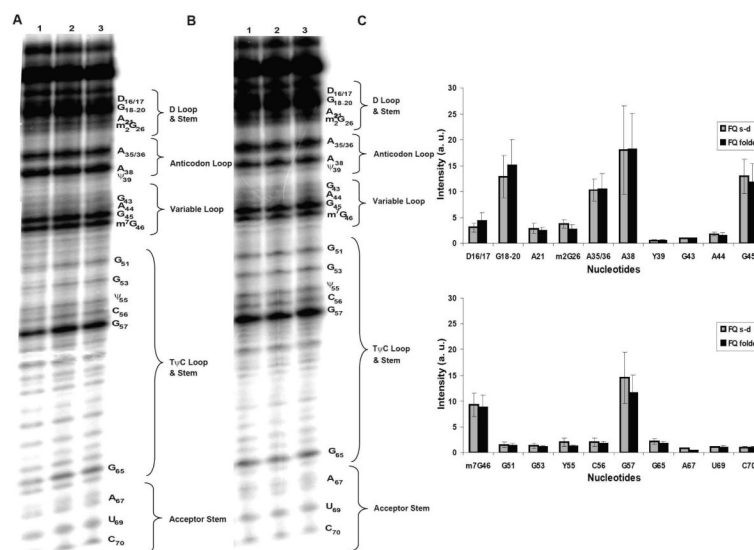 A
1 2 3
D16/17
G18-20
A21
m2G26
D Loop
& Stem
A35/36
A38
Ψ39
Anticodon Loop
G43
A44
G45
m7G46
Variable Loop
G51
G53
Ψ55
C56
G57
TΨC Loop
& Stem
G65
A67
U69
C70
Acceptor Stem
B
1 2 3
D16/17
G18-20
A21
m2G26
D Loop
& Stem
A35/36
A38
Ψ39
Anticodon Loop
G43
A44
G45
m7G46
Variable Loop
G51
G53
Ψ55
C56
G57
TΨC Loop
& Stem
G65
A67
U69
C70
Acceptor Stem
C
Intensity (a. u.)
30
25
20
15
10
5
0
FQ s-d
FQ folde
D16/17 G18-20 A21 m2G26 A35/36 A38 Y39 G43 A44 G45
Nucleotides
Intensity (a. u.)
30
25
20
15
10
5
0
FQ s-d
FQ folde
m7G46 G51 G53 Y55 C56 G57 G65 A67 U69 C70
Nucleotides